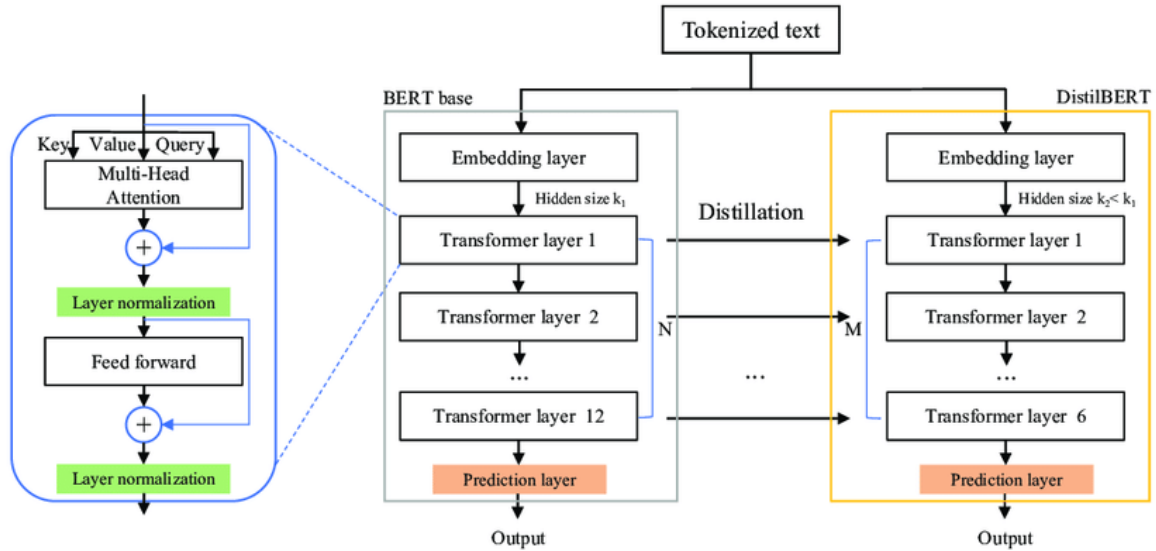 Tokenized text
BERT base
DistilBERT
Key Value Query
Multi-Head
Attention
+
Layer normalization
Feed forward
+
Layer normalization
Embedding layer
Hidden size k₁
Transformer layer 1
Transformer layer 2
...
Transformer layer 12
Prediction layer
Output
N
Distillation
...
M
Embedding layer
Hidden size k₂< k₁
Transformer layer 1
Transformer layer 2
...
Transformer layer 6
Prediction layer
Output